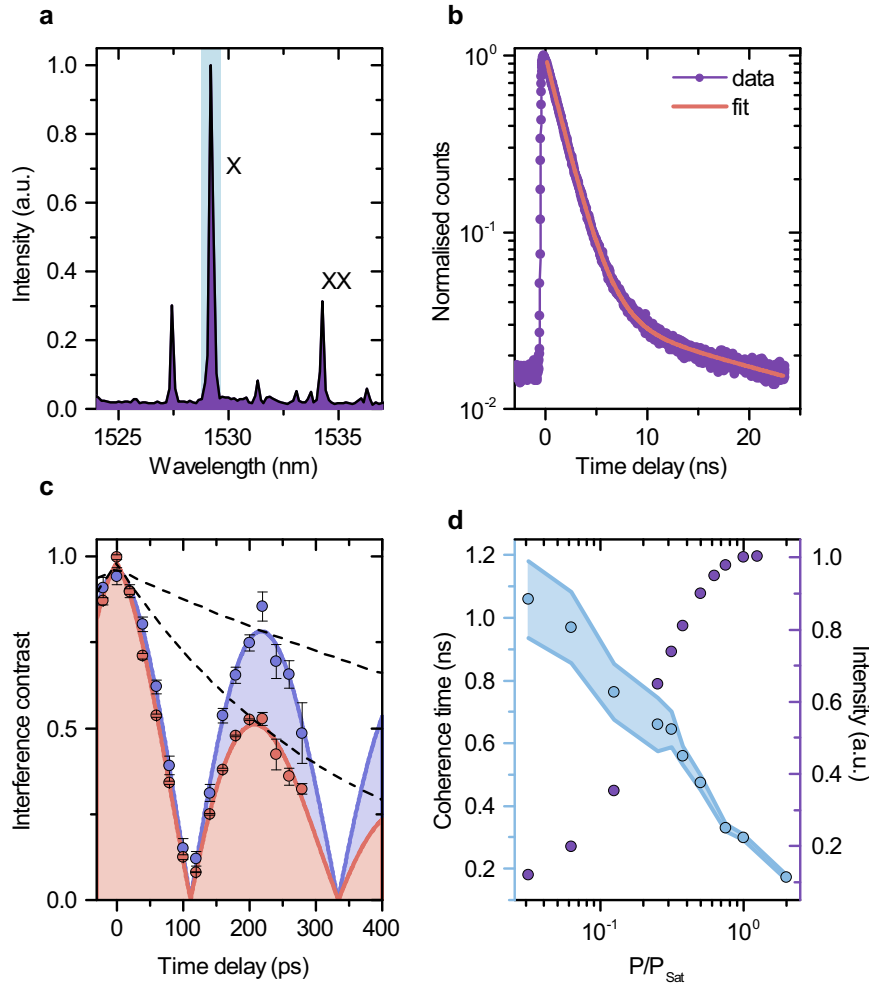 a
1.0
0.8
0.6
0.4
0.2
0.0
Intensity (a.u.)
X
XX
1525
1530
1535
Wavelength (nm)
b
10^0
10^-1
10^-2
Normalised counts
data
fit
0
10
20
Time delay (ns)
c
1.0
0.5
0.0
Interference contrast
0
100
200
300
400
Time delay (ps)
d
1.2
1.0
0.8
0.6
0.4
0.2
Coherence time (ns)
1.0
0.8
0.6
0.4
0.2
Intensity (a.u.)
10^-1
10^0
P/P_Sat